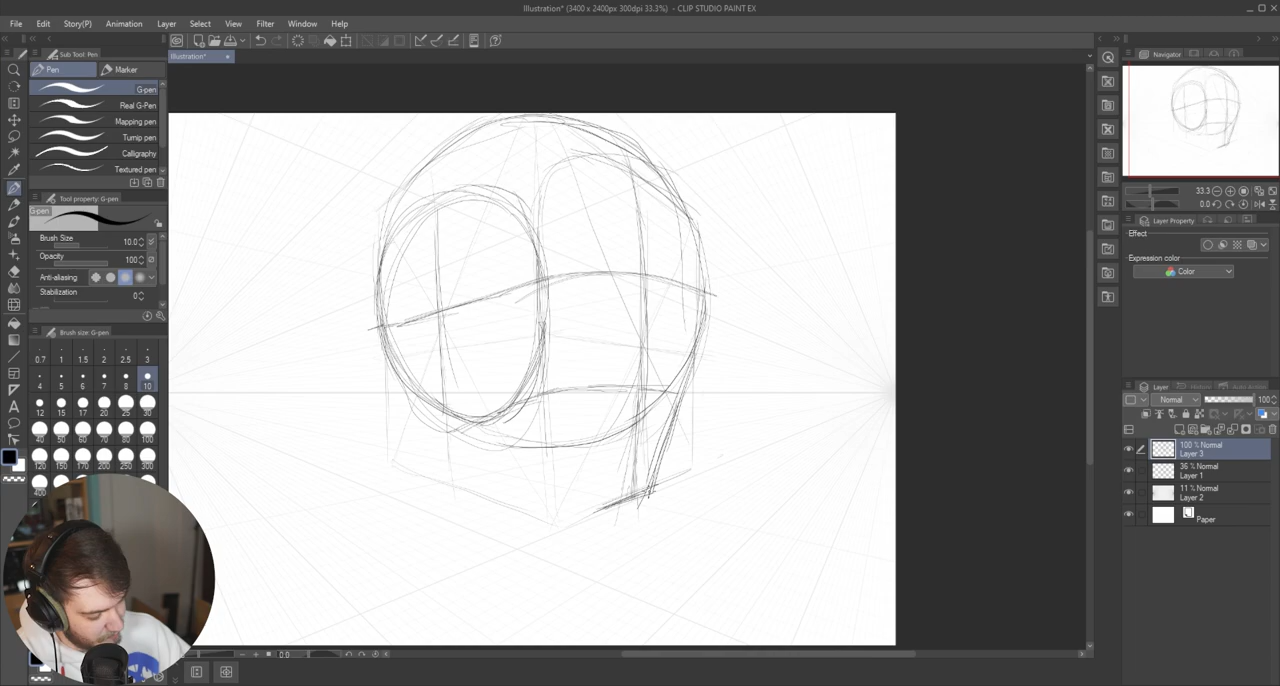 Illustration* (3400 x 2400px 300dpi 33.3%) - CLIP STUDIO PAINT EX
File Edit Story(P) Animation Layer Select View Filter Window Help
Sub Tool: Pen
Pen Marker
G-pen
Real G-Pen
Mapping pen
Turnip pen
Calligraphy
Textured pen
Tool property: G-pen
G-pen
Brush Size 10.0
Opacity 100
Anti-aliasing
Stabilization 0
Brush size: G-pen
0.7 1 1.5 2 2.5 3
4 5 6 7 8 10
12 15 17 20 25 30
40 50 60 70 80 100
120 150 170 200 250 300
400
Illustration*
0.0
Navigator
33.3
0.0
Layer Property
Effect
Expression color
Color
Layer
Normal 100
100 % Normal
Layer 3
36 % Normal
Layer 1
11 % Normal
Layer 2
Paper